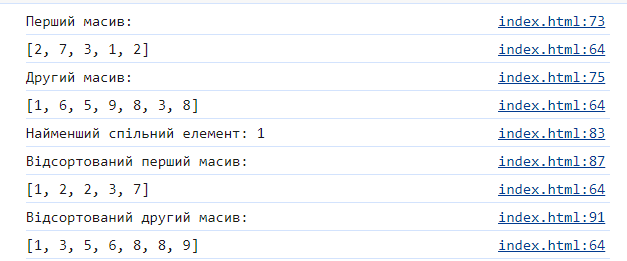 Перший масив: index.html:73
[2, 7, 3, 1, 2] index.html:64
Другий масив: index.html:75
[1, 6, 5, 9, 8, 3, 8] index.html:64
Найменший спільний елемент: 1 index.html:83
Відсортований перший масив: index.html:87
[1, 2, 2, 3, 7] index.html:64
Відсортований другий масив: index.html:91
[1, 3, 5, 6, 8, 8, 9] index.html:64